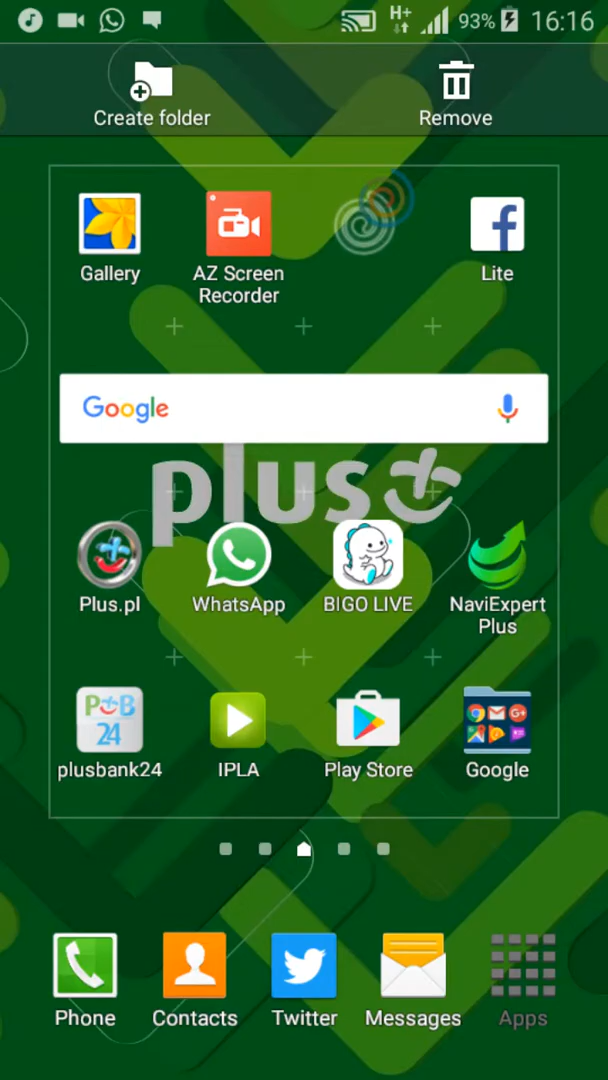 H+ 93% 16:16
Create folder Remove
Gallery AZ Screen Recorder Lite
Google
plus
Plus.pl WhatsApp BIGO LIVE NaviExpert Plus
P+B 24
plusbank24 IPLA Play Store Google
Phone Contacts Twitter Messages Apps